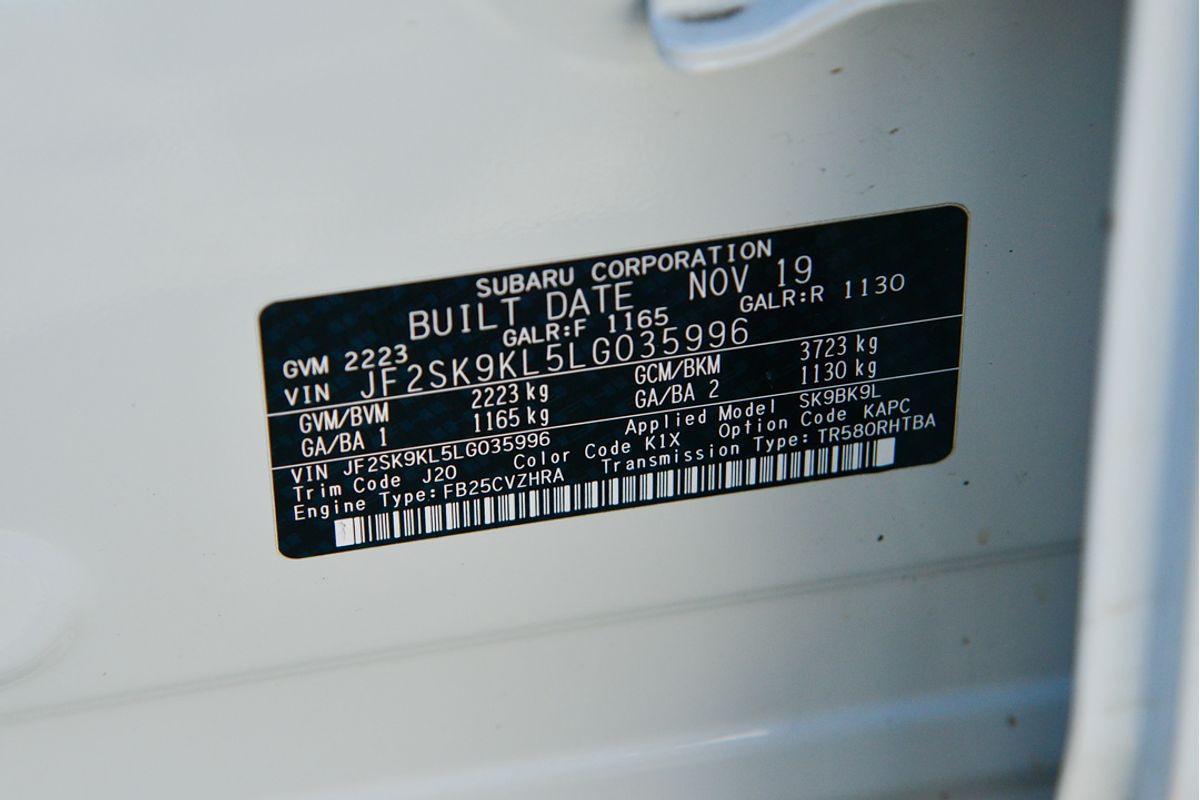 SUBARU CORPORATION
BUILT DATE NOV 19
GVM 2223 GALR:F 1165 GALR:R 1130
VIN JF2SK9KL5LG035996
GVM/BVM 2223 kg GCM/BKM 3723 kg
GA/BA 1 1165 kg GA/BA 2 1130 kg
VIN JF2SK9KL5LG035996 Applied Model SK9BK9L
Trim Code J20 Color Code K1X Option Code KAPC
Engine Type:FB25CVZHRA Transmission Type:TR580RHTBA